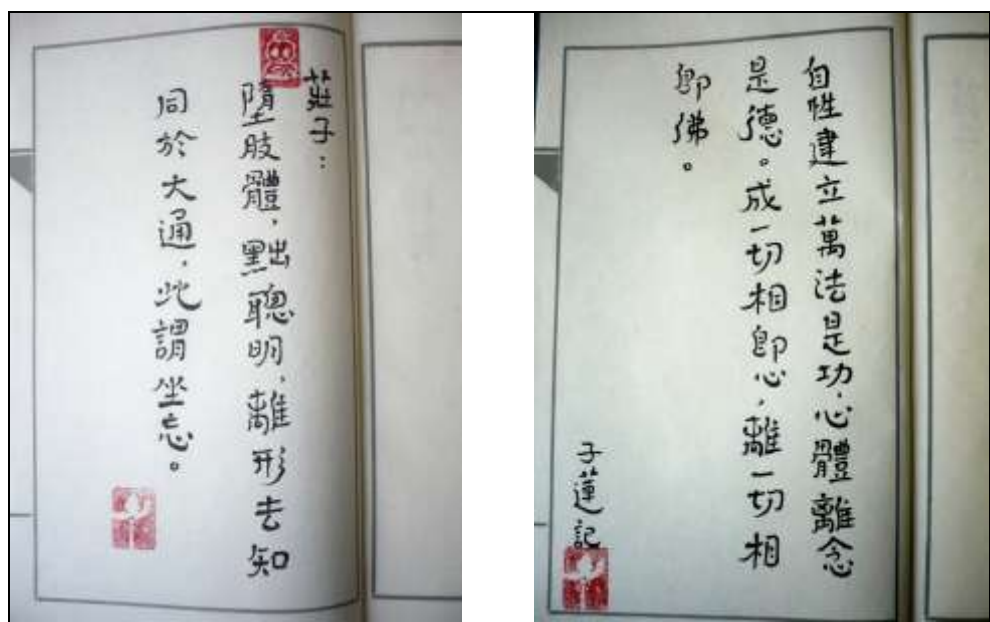 莊子：
墮肢體，黜聰明，離形去知
同於大通，此謂坐忘。
自性建立萬法是功，心體離念
是德。成一切相即心，離一切相
即佛。
子蓮記